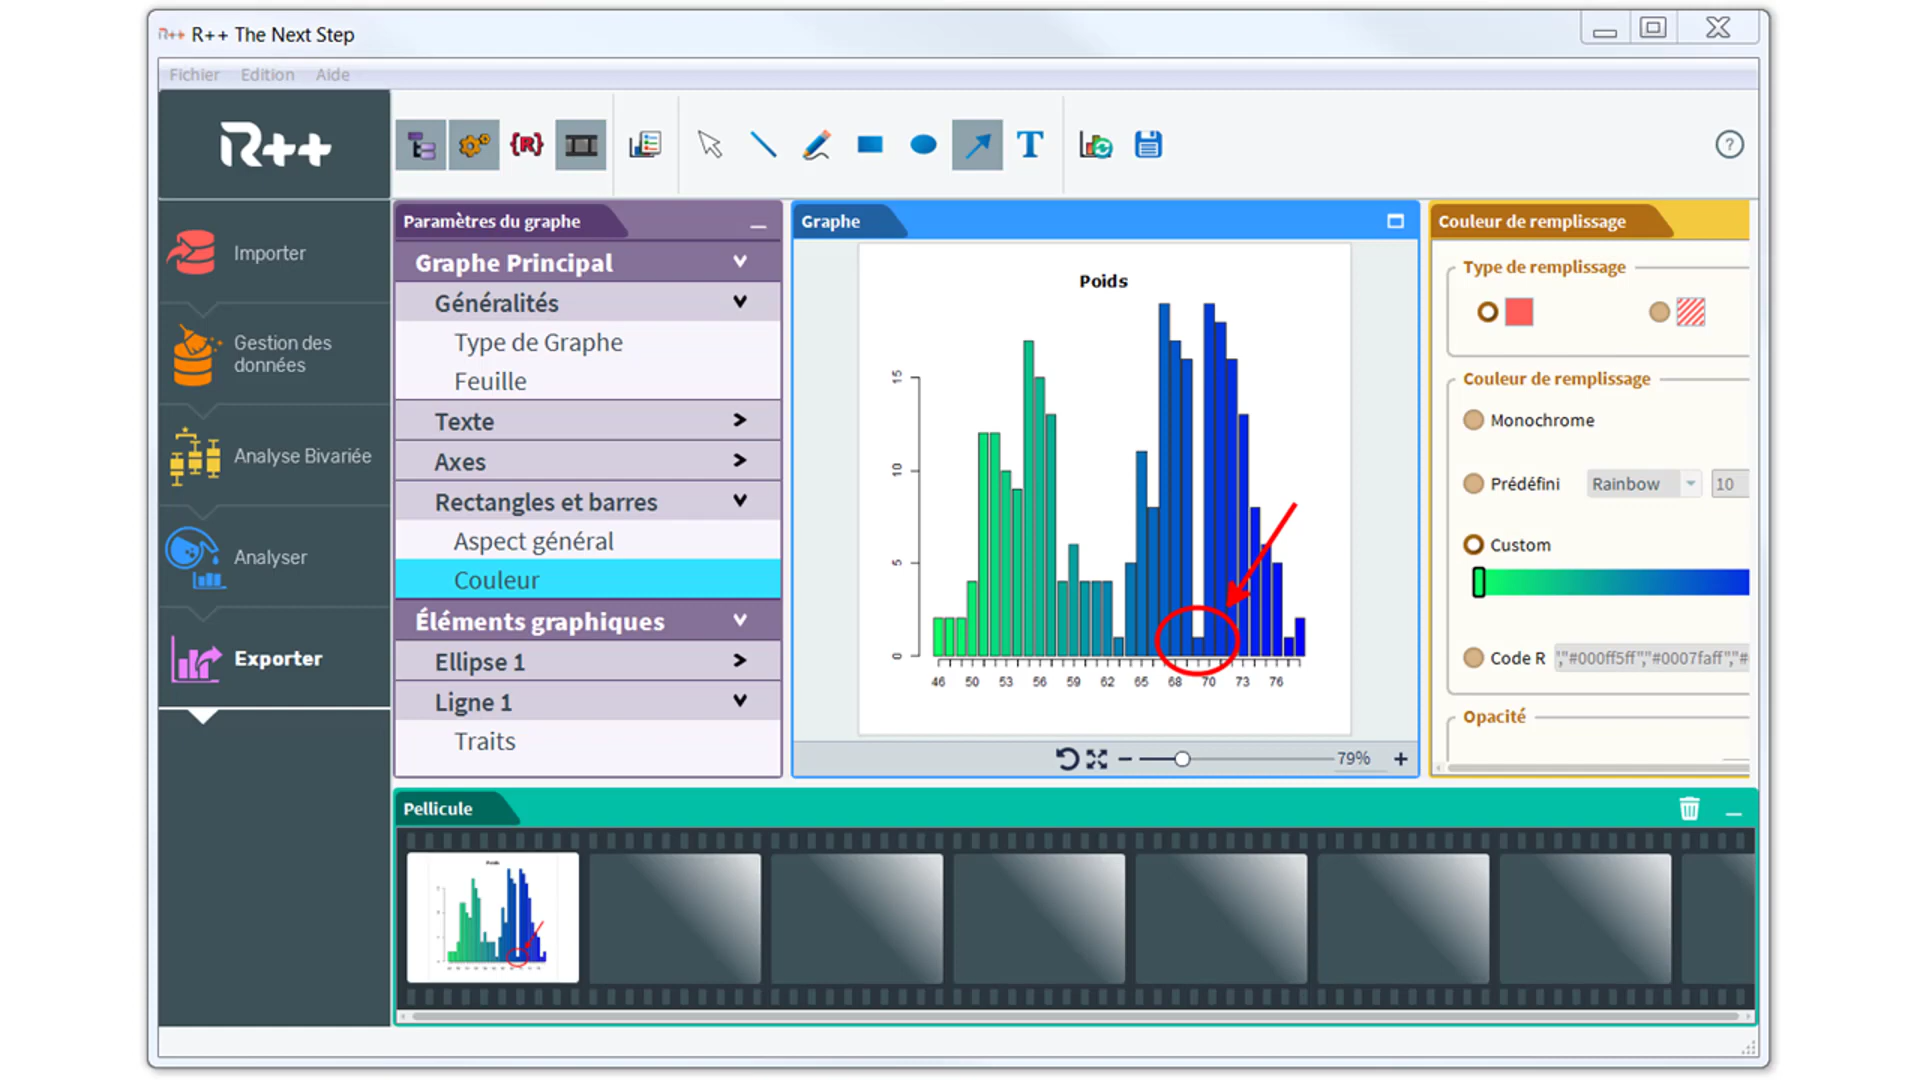 R++ R++ The Next Step
Fichier Edition Aide
R++
{R}
T
?
Importer
Gestion des
données
Analyse Bivariée
Analyser
Exporter
Paramètres du graphe
Graphe Principal
Généralités
Type de Graphe
Feuille
Texte
Axes
Rectangles et barres
Aspect général
Couleur
Éléments graphiques
Ellipse 1
Ligne 1
Traits
Graphe
Poids
15
10
5
0
46 50 53 56 59 62 65 68 70 73 76
79%
Couleur de remplissage
Type de remplissage
Couleur de remplissage
Monochrome
Prédéfini Rainbow 10
Custom
Code R ","#000ff5ff","#0007faff","#
Opacité
Pellicule
Poids